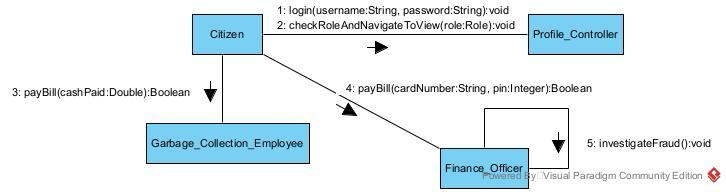 1: login(username:String, password:String):void
2: checkRoleAndNavigateToView(role:Role):void
Citizen
Profile_Controller
3: payBill(cashPaid:Double):Boolean
4: payBill(cardNumber:String, pin:Integer):Boolean
Garbage_Collection_Employee
5: investigateFraud():void
Finance_Officer
Powered By Visual Paradigm Community Edition